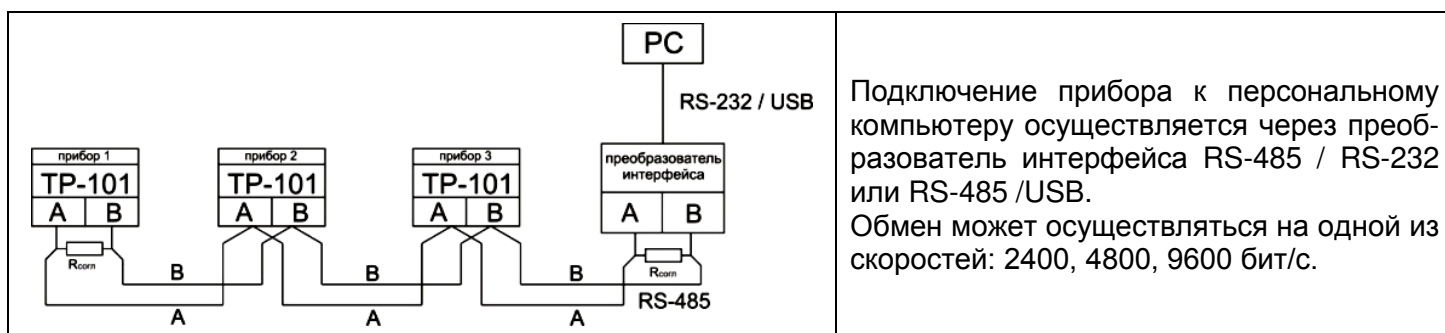 PC
RS-232 / USB
прибор 1
TP-101
A B
прибор 2
TP-101
A B
прибор 3
TP-101
A B
преобразователь
интерфейса
A B
Rсогл
B
A
B
A
B
A
Rсогл
RS-485
Подключение прибора к персональному
компьютеру осуществляется через преоб-
разователь интерфейса RS-485 / RS-232
или RS-485 /USB.
Обмен может осуществляться на одной из
скоростей: 2400, 4800, 9600 бит/с.